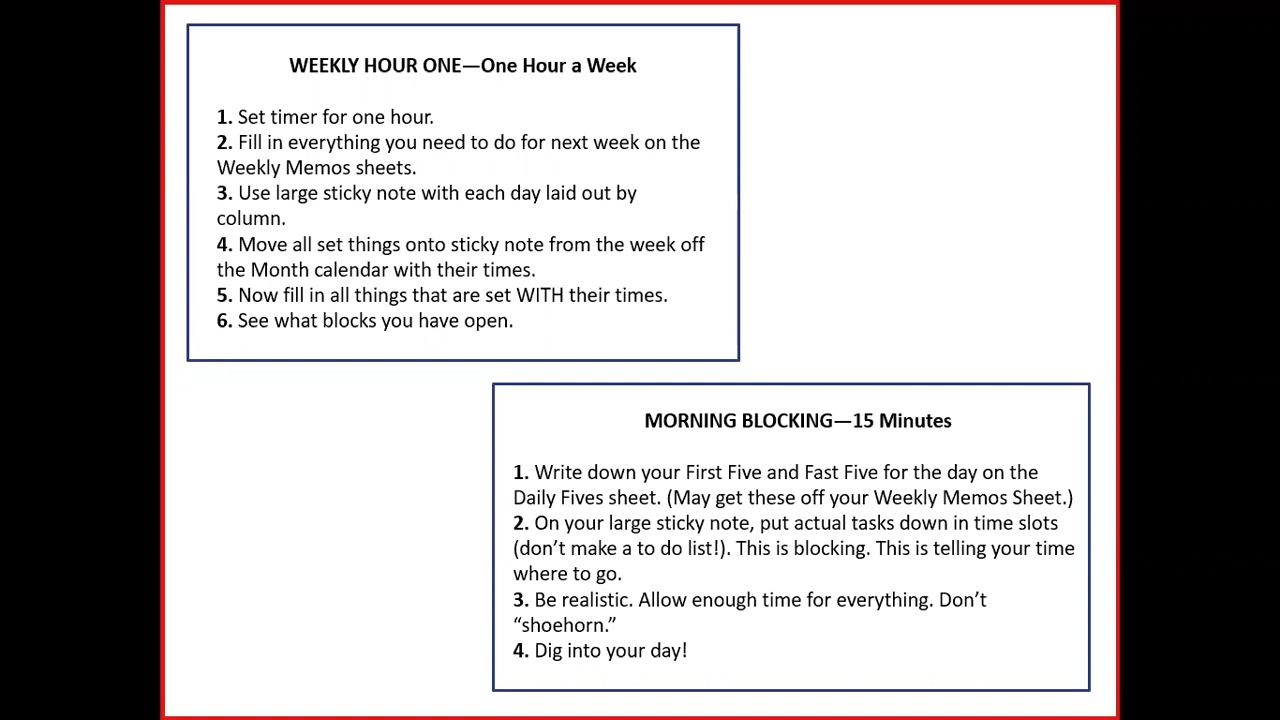 WEEKLY HOUR ONE—One Hour a Week
1. Set timer for one hour.
2. Fill in everything you need to do for next week on the
Weekly Memos sheets.
3. Use large sticky note with each day laid out by
column.
4. Move all set things onto sticky note from the week off
the Month calendar with their times.
5. Now fill in all things that are set WITH their times.
6. See what blocks you have open.
MORNING BLOCKING—15 Minutes
1. Write down your First Five and Fast Five for the day on the
Daily Fives sheet. (May get these off your Weekly Memos Sheet.)
2. On your large sticky note, put actual tasks down in time slots
(don’t make a to do list!). This is blocking. This is telling your time
where to go.
3. Be realistic. Allow enough time for everything. Don’t
“shoehorn.”
4. Dig into your day!